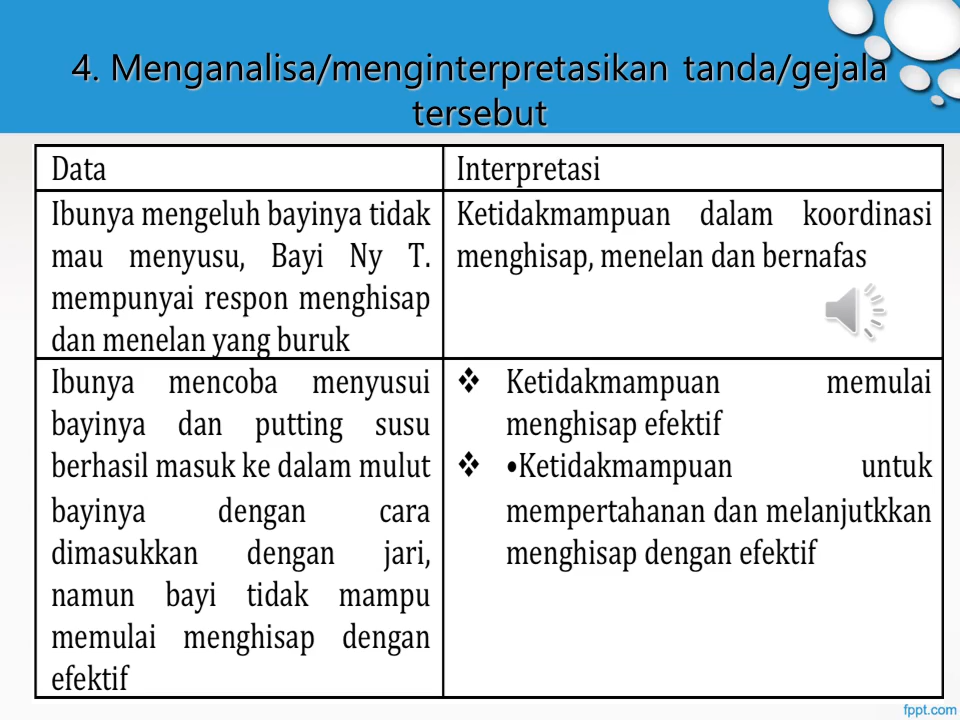 4. Menganalisa/menginterpretasikan tanda/gejala
tersebut
Data
Interpretasi
Ibunya mengeluh bayinya tidak
mau menyusu, Bayi Ny T.
mempunyai respon menghisap
dan menelan yang buruk
Ketidakmampuan dalam koordinasi
menghisap, menelan dan bernafas
Ibunya mencoba menyusui
bayinya dan putting susu
berhasil masuk ke dalam mulut
bayinya dengan cara
dimasukkan dengan jari,
namun bayi tidak mampu
memulai menghisap dengan
efektif
❖ Ketidakmampuan memulai
menghisap efektif
❖ •Ketidakmampuan untuk
mempertahanan dan melanjutkkan
menghisap dengan efektif
fppt.com